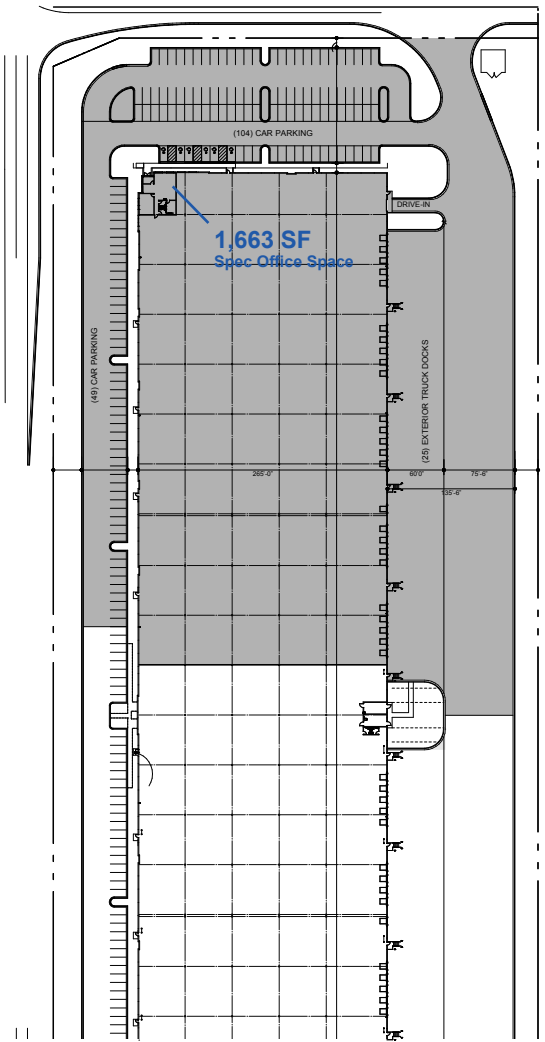 (104) CAR PARKING
DRIVE-IN
1,663 SF
Spec Office Space
(49) CAR PARKING
(25) EXTERIOR TRUCK DOCKS
265'-0"
60'0"
75'-6"
135'-6"